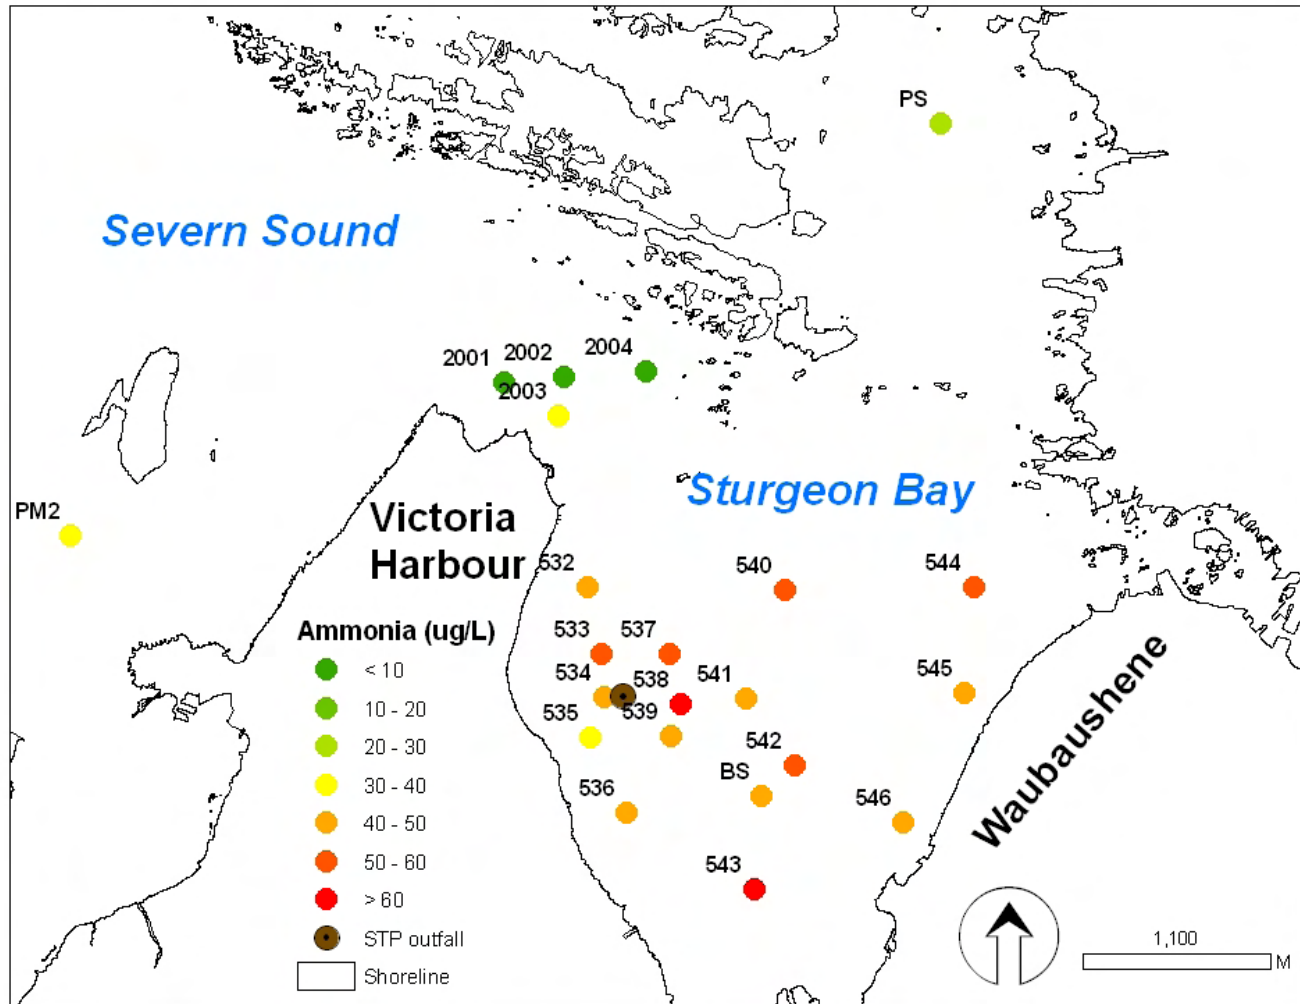 PS
Severn Sound
2001
2002
2004
2003
Sturgeon Bay
PM2
Victoria
Harbour
532
540
544
Ammonia (ug/L)
533
537
< 10
534
538
541
545
10 - 20
535
539
20 - 30
542
Waubaushene
30 - 40
BS
536
546
40 - 50
50 - 60
543
> 60
STP outfall
1,100
M
Shoreline